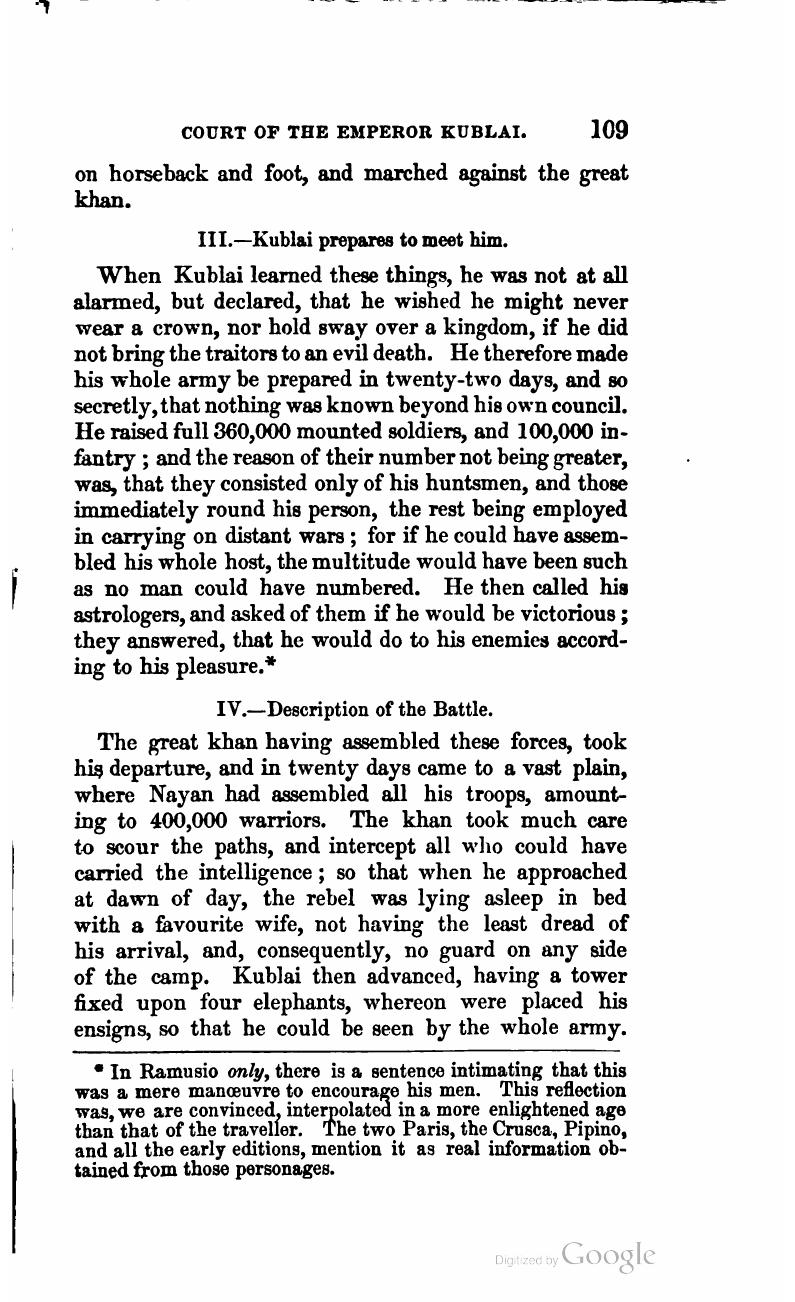 COURT OF THE EMPEROR KUBLAI. 109
on horseback and foot, and marched against the great
khan.
III.—Kublai prepares to meet him.
When Kublai learned these things, he was not at all
alarmed, but declared, that he wished he might never
wear a crown, nor hold sway over a kingdom, if he did
not bring the traitors to an evil death. He therefore made
his whole army be prepared in twenty-two days, and so
secretly, that nothing was known beyond his own council.
He raised full 360,000 mounted soldiers, and 100,000 in-
fantry ; and the reason of their number not being greater,
was, that they consisted only of his huntsmen, and those
immediately round his person, the rest being employed
in carrying on distant wars ; for if he could have assem-
bled his whole host, the multitude would have been such
as no man could have numbered. He then called his
astrologers, and asked of them if he would be victorious ;
they answered, that he would do to his enemies accord-
ing to his pleasure.*
IV.—Description of the Battle.
The great khan having assembled these forces, took
his departure, and in twenty days came to a vast plain,
where Nayan had assembled all his troops, amount-
ing to 400,000 warriors. The khan took much care
to scour the paths, and intercept all who could have
carried the intelligence ; so that when he approached
at dawn of day, the rebel was lying asleep in bed
with a favourite wife, not having the least dread of
his arrival, and, consequently, no guard on any side
of the camp. Kublai then advanced, having a tower
fixed upon four elephants, whereon were placed his
ensigns, so that he could be seen by the whole army.
* In Ramusio only, there is a sentence intimating that this
was a mere manœuvre to encourage his men. This reflection
was, we are convinced, interpolated in a more enlightened age
than that of the traveller. The two Paris, the Crusca, Pipino,
and all the early editions, mention it as real information ob-
tained from those personages.
Digitized by Google